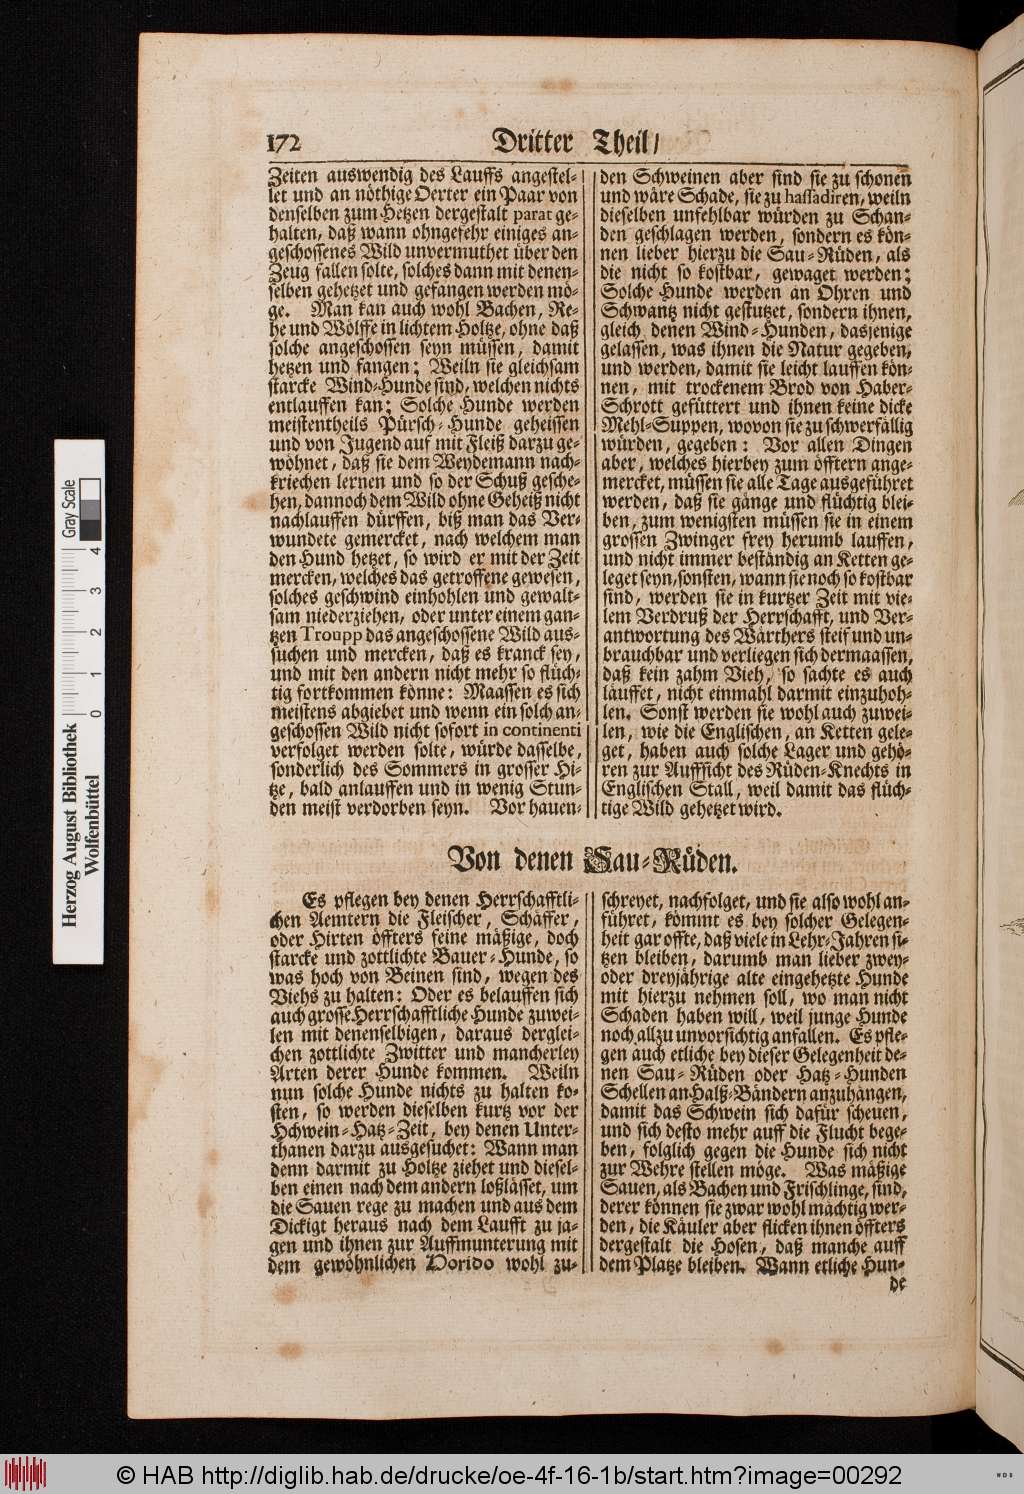 172 Dritter Theil/
Zeiten auswendig des Lauffs angestel-
let und an nöthige Oerter ein Paar von
denselben zum Hetzen dergestalt parat ge-
halten, daß wann ohngefehr einiges an-
geschossenes Wild unvermuthet über den
Zeug fallen solte, solches dann mit denen-
selben gehetzet und gefangen werden mö-
ge. Man kan auch wohl Bachen, Re-
he und Wölffe in lichtem Holtze, ohne daß
solche angeschossen seyn müssen, damit
hetzen und fangen; Weiln sie gleichsam
starcke Wind-Hunde sind, welchen nichts
entlauffen kan; Solche Hunde werden
meistentheils Pürsch-Hunde geheissen
und von Jugend auf mit Fleiß darzu ge-
wöhnet, daß sie dem Weydemann nach-
kriechen lernen und so der Schuß gesche-
hen, dannoch dem Wild ohne Geheiß nicht
nachlauffen dürffen, biß man das Ver-
wundete gemercket, nach welchem man
den Hund hetzet, so wird er mit der Zeit
mercken, welches das getroffene gewesen,
solches geschwind einhohlen und gewalt-
sam niederziehen, oder unter einem gan-
tzen Troupp das angeschossene Wild aus-
suchen und mercken, daß es kranck sey,
und mit den andern nicht mehr so flüch-
tig fortkommen könne: Maassen es sich
meistens abgiebet und wenn ein solch an-
geschossen Wild nicht sofort in continenti
verfolget werden solte, würde dasselbe,
sonderlich des Sommers in grosser Hi-
tze, bald anlauffen und in wenig Stun-
den meist verdorben seyn. Vor hauen-
den Schweinen aber sind sie zu schonen
und wäre Schade, sie zu hassadiren, weiln
dieselben unfehlbar würden zu Schan-
den geschlagen werden, sondern es kön-
nen lieber hierzu die Sau-Rüden, als
die nicht so kostbar, gewaget werden:
Solche Hunde werden an Ohren und
Schwantz nicht gestutzet, sondern ihnen,
gleich denen Wind-Hunden, dasjenige
gelassen, was ihnen die Natur gegeben,
und werden, damit sie leicht lauffen kön-
nen, mit trockenem Brod von Haber-
Schrott gefüttert und ihnen keine dicke
Mehl-Suppen, wovon sie zu schwerfällig
würden, gegeben: Vor allen Dingen
aber, welches hierbey zum öfftern ange-
mercket, müssen sie alle Tage ausgeführet
werden, daß sie gänge und flüchtig blei-
ben, zum wenigsten müssen sie in einem
grossen Zwinger frey herumb lauffen,
und nicht immer beständig an Ketten ge-
leget seyn, sonsten, wann sie noch so kostbar
sind, werden sie in kurtzer Zeit mit vie-
lem Verdruß der Herrschafft, und Ver-
antwortung des Wärthers steif und un-
brauchbar und verliegen sich dermaassen,
daß kein zahm Vieh, so sachte es auch
läuffet, nicht einmahl darmit einzuhoh-
len. Sonst werden sie wohl auch zuwei-
len, wie die Englischen, an Ketten gele-
get, haben auch solche Lager und gehö-
ren zur Auffsicht des Rüden-Knechts in
Englischen Stall, weil damit das flüch-
tige Wild gehetzet wird.
Von denen Sau-Rüden.
Es pflegen bey denen Herrschafftli-
chen Aemtern die Fleischer, Schäffer,
oder Hirten öffters feine mäßige, doch
starcke und zottlichte Bauer-Hunde, so
was hoch von Beinen sind, wegen des
Viehs zu halten: Oder es belauffen sich
auch grosse Herrschafftliche Hunde zuwei-
len mit denenselbigen, daraus derglei-
chen zottlichte Zwitter und mancherley
Arten derer Hunde kommen. Weiln
nun solche Hunde nichts zu halten ko-
sten, so werden dieselben kurtz vor der
Hchwein-Hatz-Zeit, bey denen Unter-
thanen darzu ausgesuchet: Wann man
denn darmit zu Holtze ziehet und diesel-
ben einen nach dem andern loßlässet, um
die Sauen rege zu machen und aus dem
Dickigt heraus nach dem Laufft zu ja-
gen und ihnen zur Auffmunterung mit
dem gewöhnlichen Horido wohl zu-
schreyet, nachfolget, und sie also wohl an-
führet, kömmt es bey solcher Gelegen-
heit gar offte, daß viele in Lehr-Jahren si-
tzen bleiben, darumb man lieber zwey-
oder dreyjährige alte eingehetzte Hunde
mit hierzu nehmen soll, wo man nicht
Schaden haben will, weil junge Hunde
noch allzu unvorsichtig anfallen. Es pfle-
gen auch etliche bey dieser Gelegenheit de-
nen Sau-Rüden oder Hatz-Hunden
Schellen an Halß-Bändern anzuhängen,
damit das Schwein sich dafür scheuen,
und sich desto mehr auff die Flucht bege-
ben, folglich gegen die Hunde sich nicht
zur Wehre stellen möge. Was mäßige
Sauen, als Bachen und Frischlinge, sind,
derer können sie zwar wohl mächtig wer-
den, die Käuler aber flicken ihnen öffters
dergestalt die Hosen, daß manche auff
dem Platze bleiben. Wann etliche Hun-
de
Herzog August Bibliothek
Wolfenbüttel
0 1 2 3 4
Gray Scale
© HAB http://diglib.hab.de/drucke/oe-4f-16-1b/start.htm?image=00292